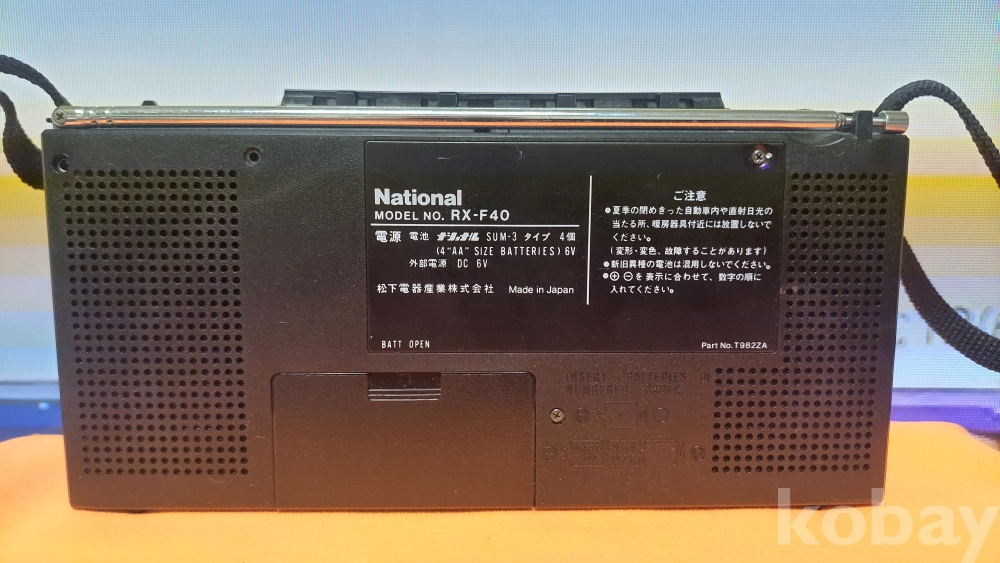 National
MODEL NO. RX-F40
電源 電池 ナショナル SUM-3 タイプ 4個
(4"AA" SIZE BATTERIES) 6V
外部電源 DC 6V
松下電器産業株式会社 Made in Japan
BATT OPEN
ご注意
●夏季の閉めきった自動車内や直射日光の
当たる所、暖房器具付近には放置しないで
ください。
(変形・変色、故障することがあります)
●新旧異種の電池は混用しないでください。
●⊕⊖を表示に合わせて、数字の順に
入れてください。
Part No. T982ZA
INSERT BATTERIES IN
NUMBERED ORDER
kobay